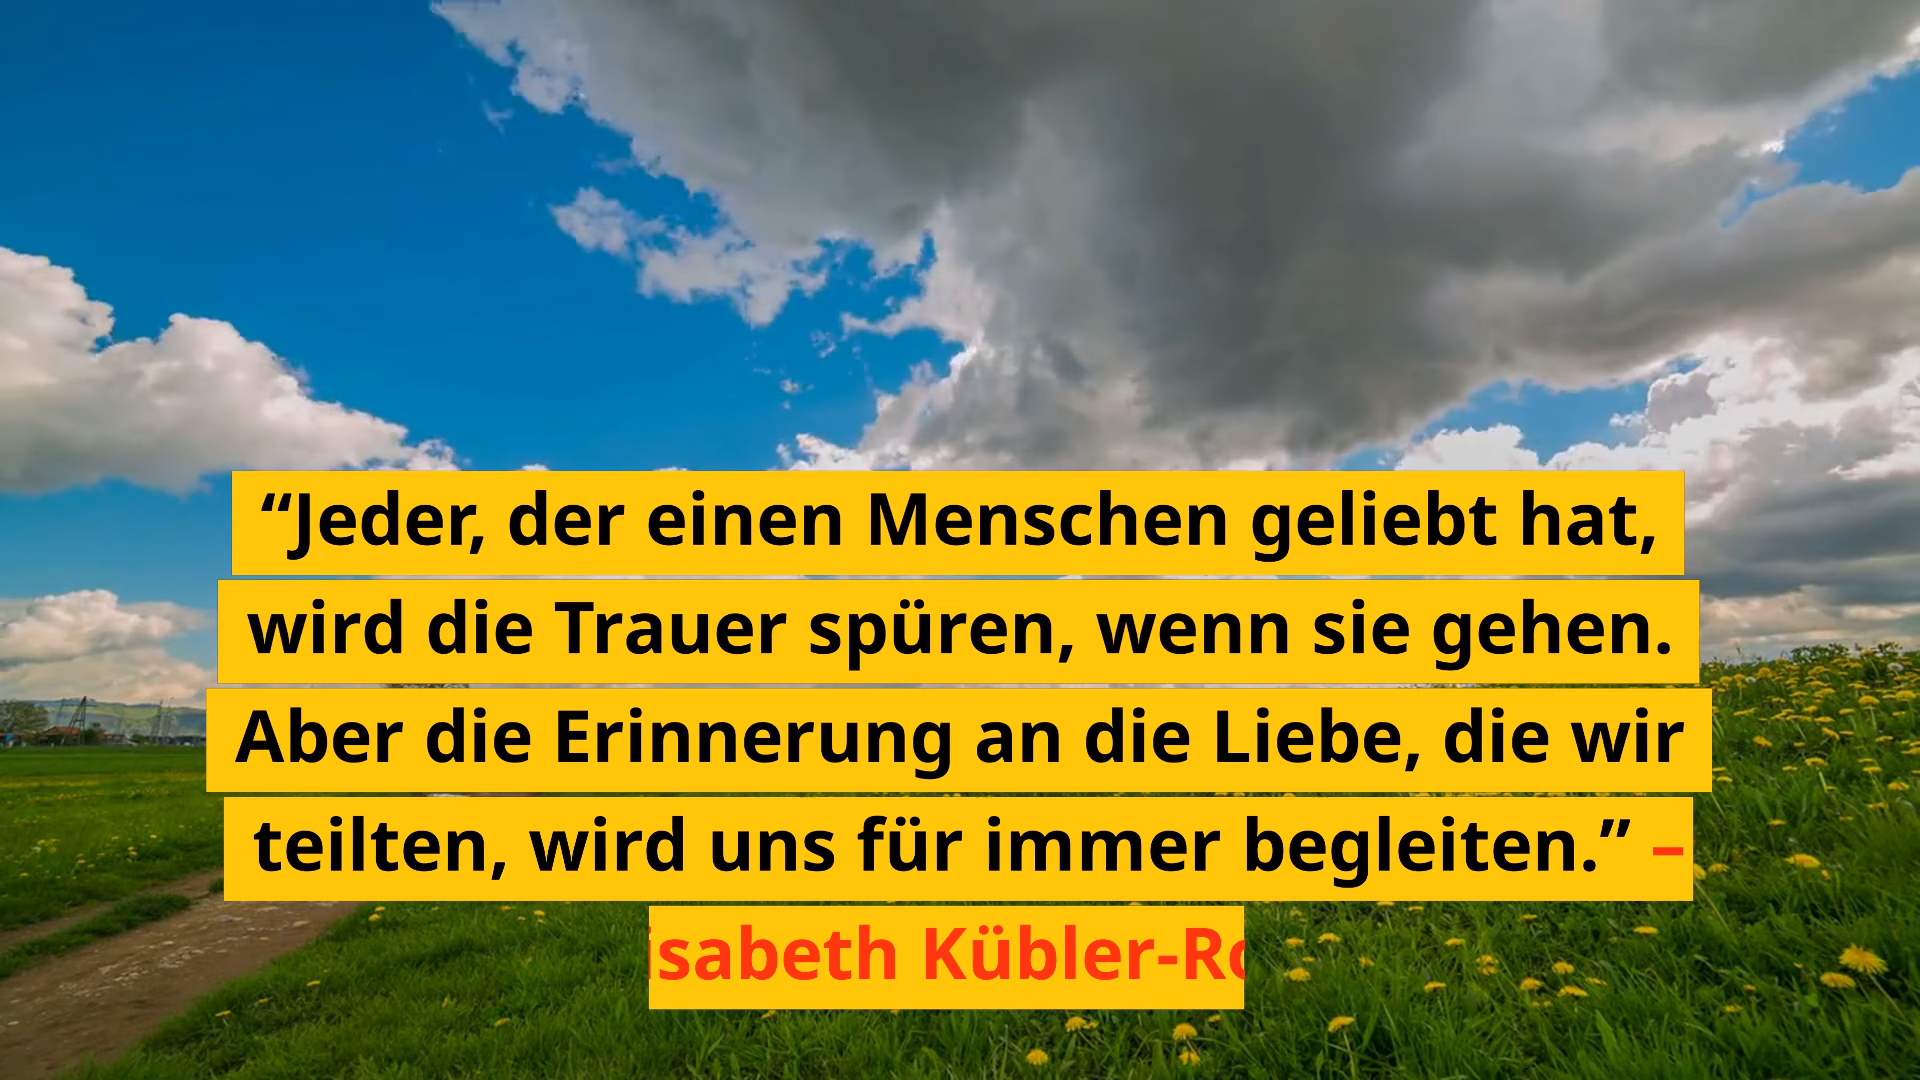 “Jeder, der einen Menschen geliebt hat,
wird die Trauer spüren, wenn sie gehen.
Aber die Erinnerung an die Liebe, die wir
teilten, wird uns für immer begleiten.” –
isabeth Kübler-Ro